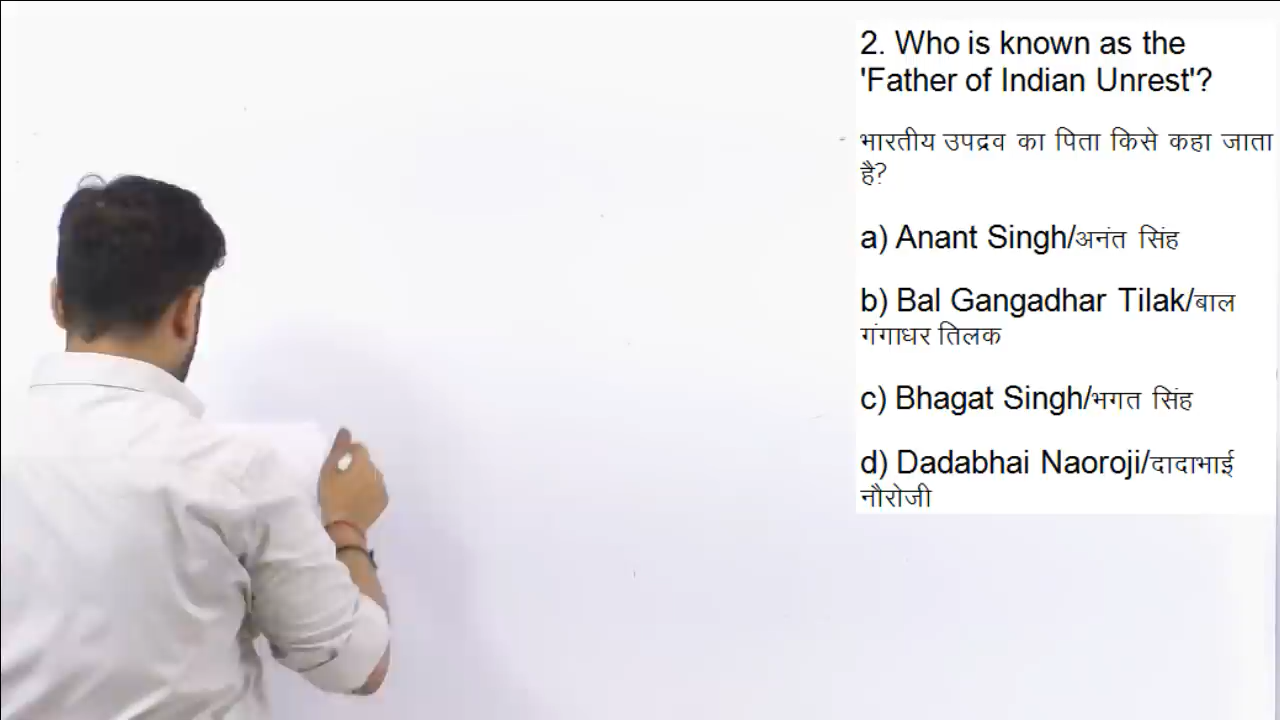 2. Who is known as the
'Father of Indian Unrest'?
भारतीय उपद्रव का पिता किसे कहा जाता
है?
a) Anant Singh/अनंत सिंह
b) Bal Gangadhar Tilak/बाल
गंगाधर तिलक
c) Bhagat Singh/भगत सिंह
d) Dadabhai Naoroji/दादाभाई
नौरोजी